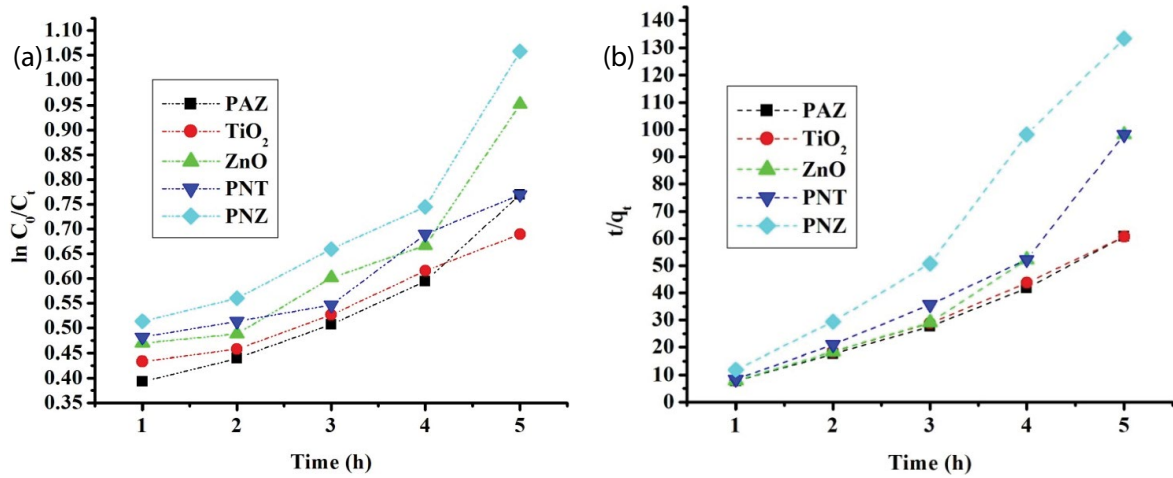 (a)
ln C₀/Cₜ
1.10
1.05
1.00
0.95
0.90
0.85
0.80
0.75
0.70
0.65
0.60
0.55
0.50
0.45
0.40
0.35
PAZ
TiO₂
ZnO
PNT
PNZ
1 2 3 4 5
Time (h)
(b)
t/qₜ
140
130
120
110
100
90
80
70
60
50
40
30
20
10
0
PAZ
TiO₂
ZnO
PNT
PNZ
1 2 3 4 5
Time (h)